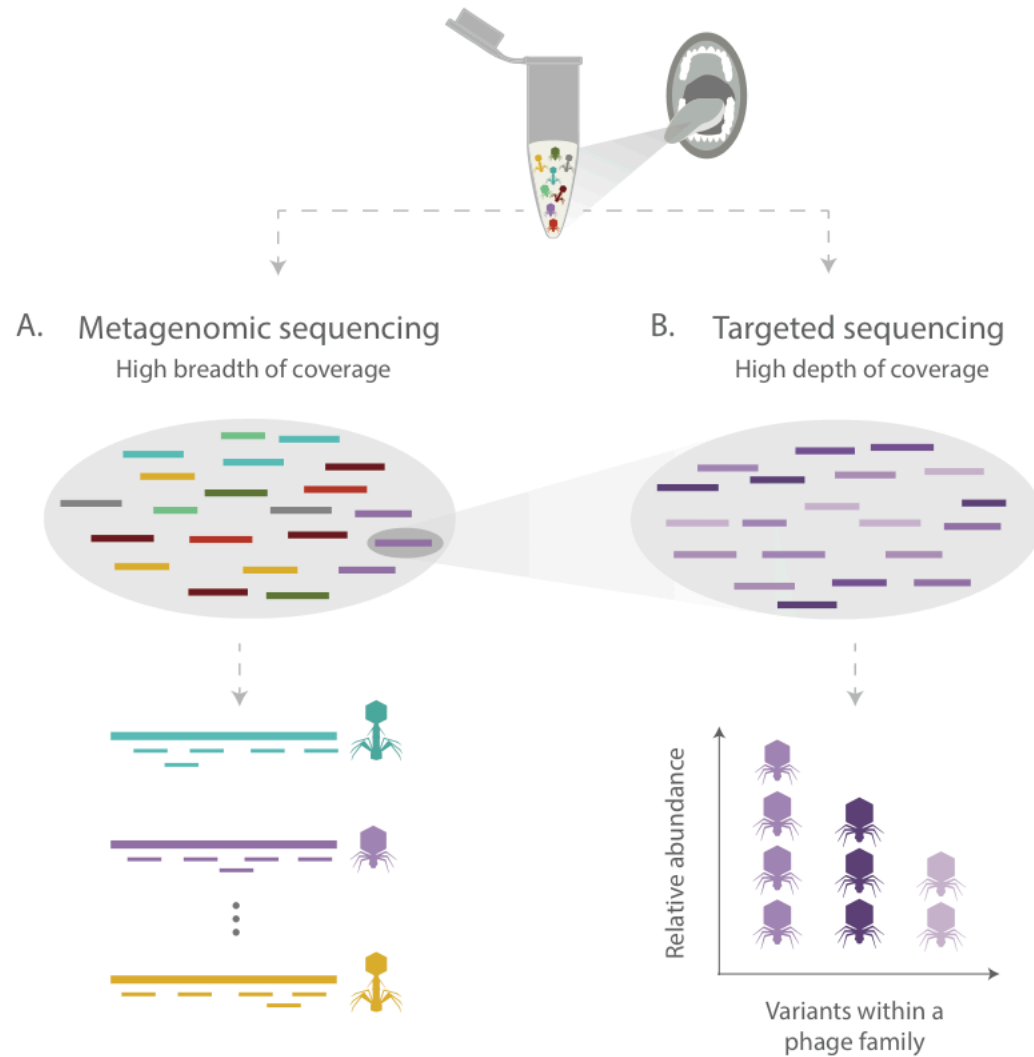 A. Metagenomic sequencing
High breadth of coverage
B. Targeted sequencing
High depth of coverage
Relative abundance
Variants within a
phage family